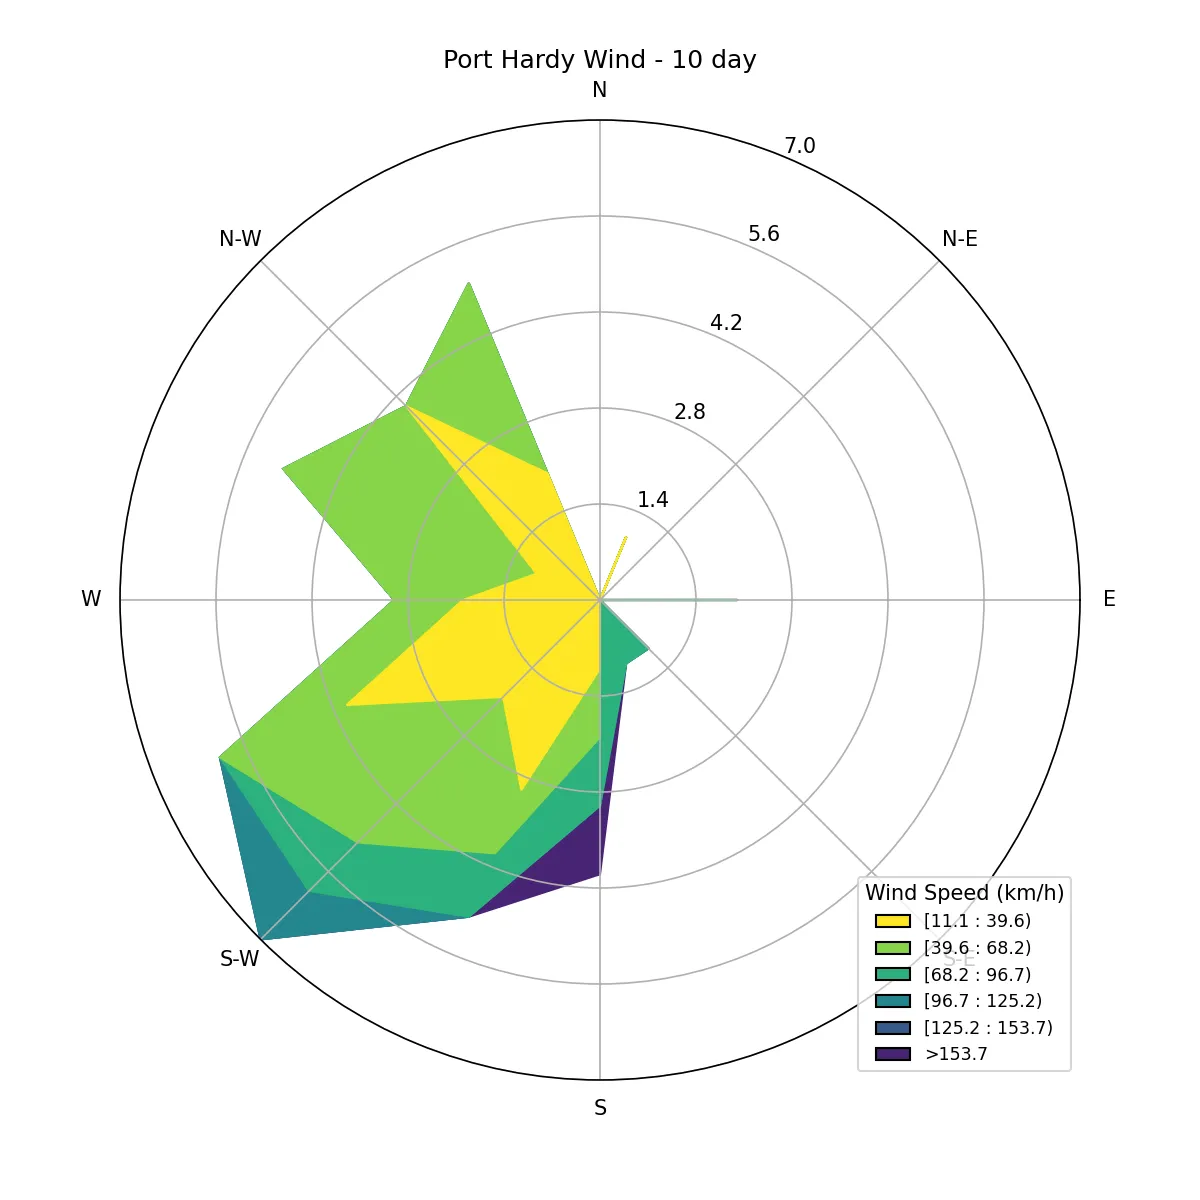 Port Hardy Wind - 10 day
N
7.0
N-W
N-E
5.6
4.2
2.8
1.4
W
E
S-W
S-E
S
Wind Speed (km/h)
[11.1 : 39.6)
[39.6 : 68.2)
[68.2 : 96.7)
[96.7 : 125.2)
[125.2 : 153.7)
>153.7